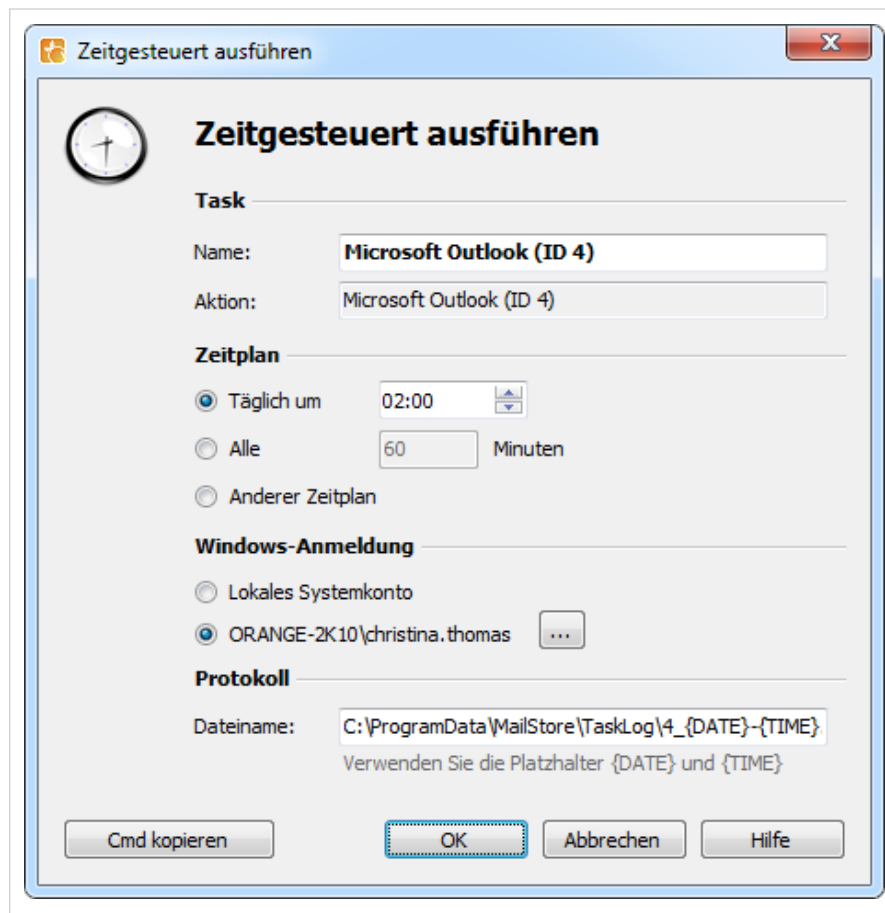 Zeitgesteuert ausführen
Zeitgesteuert ausführen
Task
Name: Microsoft Outlook (ID 4)
Aktion: Microsoft Outlook (ID 4)
Zeitplan
Täglich um 02:00
Alle 60 Minuten
Anderer Zeitplan
Windows-Anmeldung
Lokales Systemkonto
ORANGE-2K10\christina.thomas ...
Protokoll
Dateiname: C:\ProgramData\MailStore\TaskLog\4_{DATE}-{TIME}
Verwenden Sie die Platzhalter {DATE} und {TIME}
Cmd kopieren OK Abbrechen Hilfe